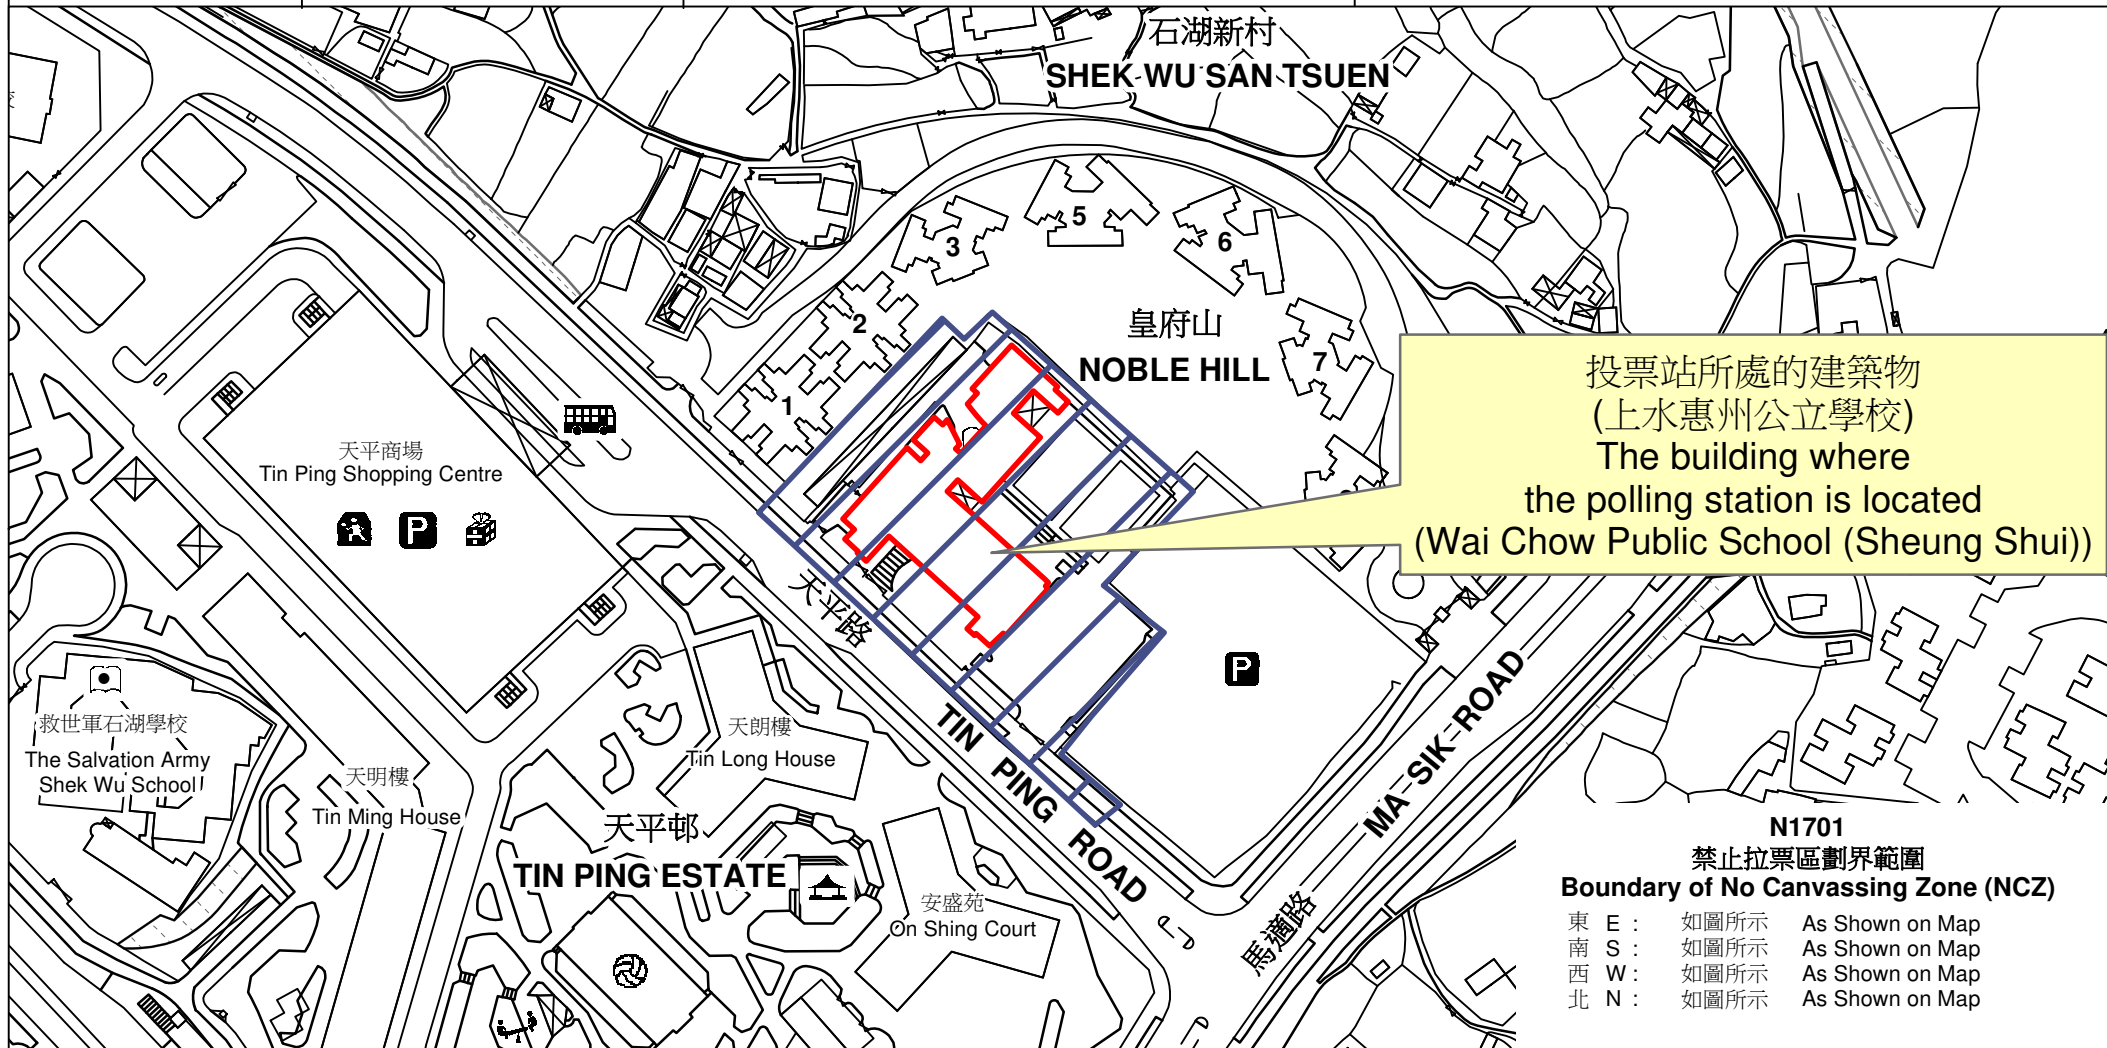 石湖新村
SHEK WU SAN TSUEN
5
3
6
2
皇府山
NOBLE HILL
7
1
投票站所處的建築物
(上水惠州公立學校)
The building where
the polling station is located
(Wai Chow Public School (Sheung Shui))
天平商場
Tin Ping Shopping Centre
P
天平路
TIN PING ROAD
P
MA SIK ROAD
馬適路
救世軍石湖學校
The Salvation Army
Shek Wu School
天明樓
Tin Ming House
天朗樓
Tin Long House
天平邨
TIN PING ESTATE
安盛苑
On Shing Court
N1701
禁止拉票區劃界範圍
Boundary of No Canvassing Zone (NCZ)
東 E : 如圖所示 As Shown on Map
南 S : 如圖所示 As Shown on Map
西 W : 如圖所示 As Shown on Map
北 N : 如圖所示 As Shown on Map